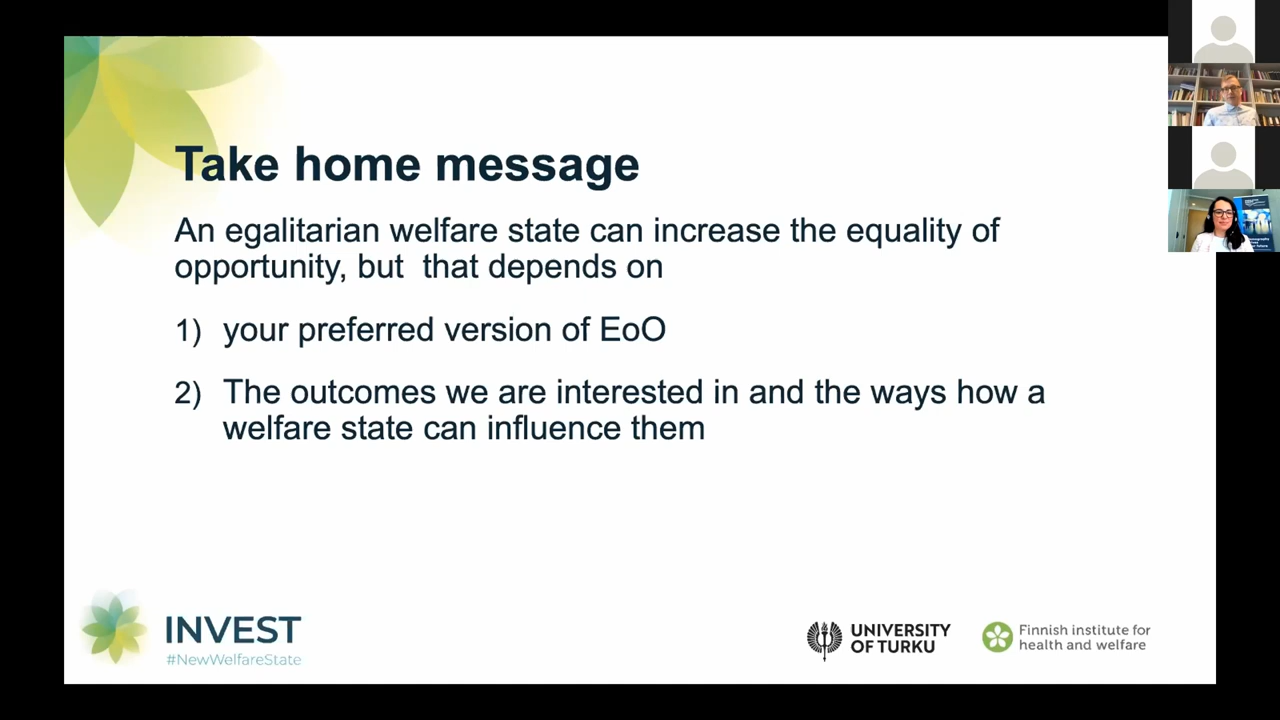 Take home message
An egalitarian welfare state can increase the equality of
opportunity, but  that depends on
1) your preferred version of EoO
2) The outcomes we are interested in and the ways how a
welfare state can influence them
INVEST
#NewWelfareState
UNIVERSITY
OF TURKU
Finnish institute for
health and welfare